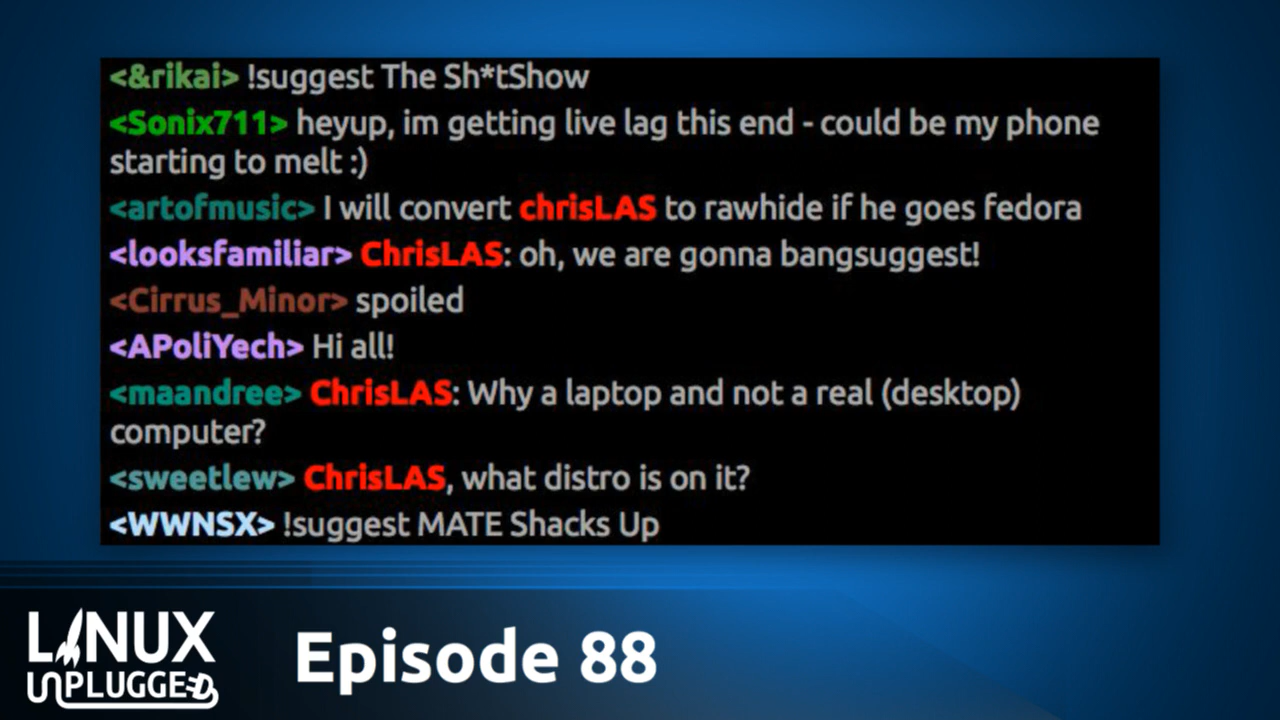 <&rikai> !suggest The Sh*tShow
<Sonix711> heyup, im getting live lag this end - could be my phone
starting to melt :)
<artofmusic> I will convert chrisLAS to rawhide if he goes fedora
<looksfamiliar> ChrisLAS: oh, we are gonna bangsuggest!
<Cirrus_Minor> spoiled
<APoliYech> Hi all!
<maandree> ChrisLAS: Why a laptop and not a real (desktop)
computer?
<sweetlew> ChrisLAS, what distro is on it?
<WWNSX> !suggest MATE Shacks Up
LINUX
UNPLUGGED
Episode 88